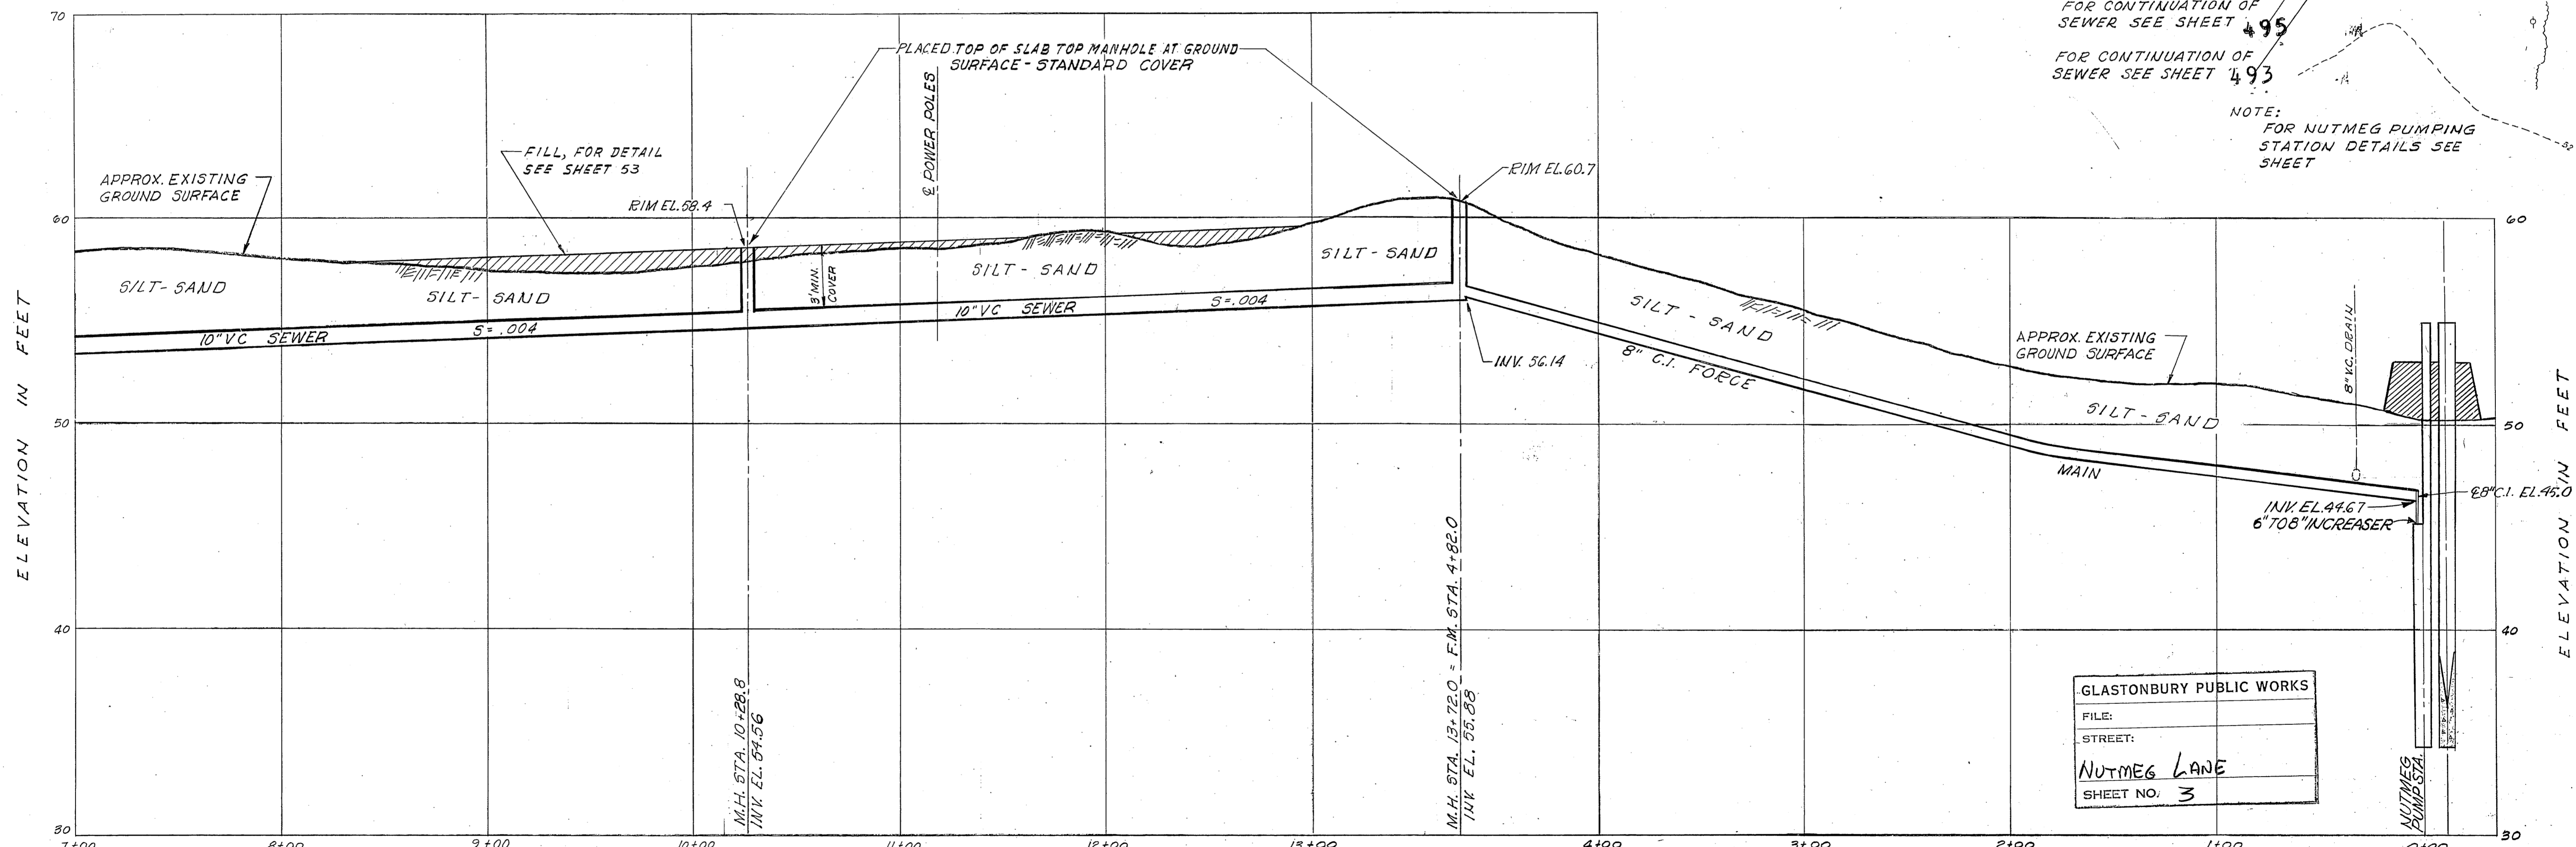 70
FOR CONTINUATION OF
SEWER SEE SHEET 495
FOR CONTINUATION OF
SEWER SEE SHEET 493
NOTE:
FOR NUTMEG PUMPING
STATION DETAILS SEE
SHEET
52
PLACED TOP OF SLAB TOP MANHOLE AT GROUND
SURFACE - STANDARD COVER
℄ POWER POLES
FILL, FOR DETAIL
SEE SHEET 53
APPROX. EXISTING
GROUND SURFACE
RIM EL. 58.4
RIM EL. 60.7
60
60
SILT - SAND
SILT - SAND
SILT - SAND
SILT - SAND
SILT - SAND
SILT - SAND
3' MIN.
COVER
10" VC SEWER
S = .004
10" VC SEWER
S = .004
INV. 56.14
8" C.I. FORCE
MAIN
APPROX. EXISTING
GROUND SURFACE
8" V.C. DRAIN
50
50
℄ 8" C.I. EL. 45.0
INV. EL. 44.67
6" TO 8" INCREASER
ELEVATION IN FEET
ELEVATION IN FEET
40
40
M.H. STA. 10+28.8
INV. EL. 54.56
M.H. STA. 13+72.0 = F.M. STA. 4+82.0
INV. EL. 55.88
GLASTONBURY PUBLIC WORKS
FILE:
STREET:
NUTMEG LANE
SHEET NO. 3
NUTMEG
PUMP. STA.
30
30
7+00
8+00
9+00
10+00
11+00
12+00
13+00
4+00
3+00
2+00
1+00
0+00